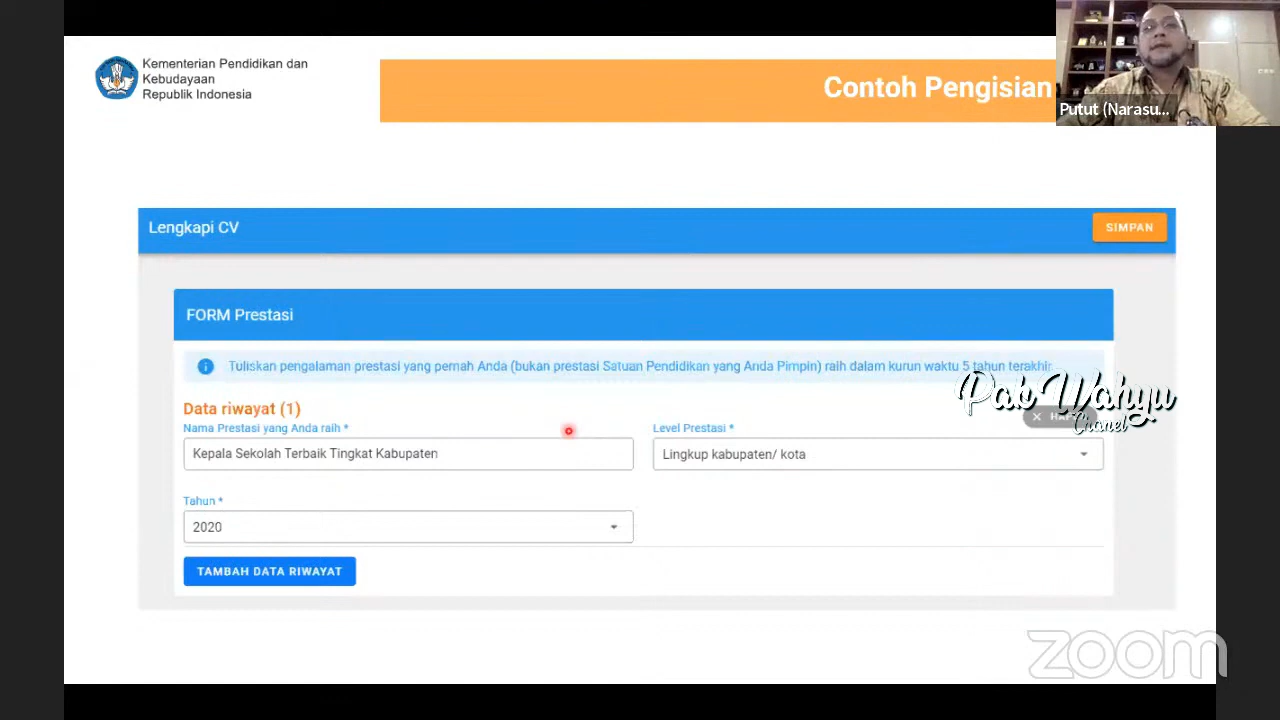 Kementerian Pendidikan dan
Kebudayaan
Republik Indonesia
Contoh Pengisian
Putut (Narasu...
Lengkapi CV
SIMPAN
FORM Prestasi
Tuliskan pengalaman prestasi yang pernah Anda (bukan prestasi Satuan Pendidikan yang Anda Pimpin) raih dalam kurun waktu 5 tahun terakhir.
Pak Wahyu
Chanel
Data riwayat (1)
Nama Prestasi yang Anda raih *
Level Prestasi *
Kepala Sekolah Terbaik Tingkat Kabupaten
Lingkup kabupaten/ kota
Tahun *
2020
TAMBAH DATA RIWAYAT
zoom